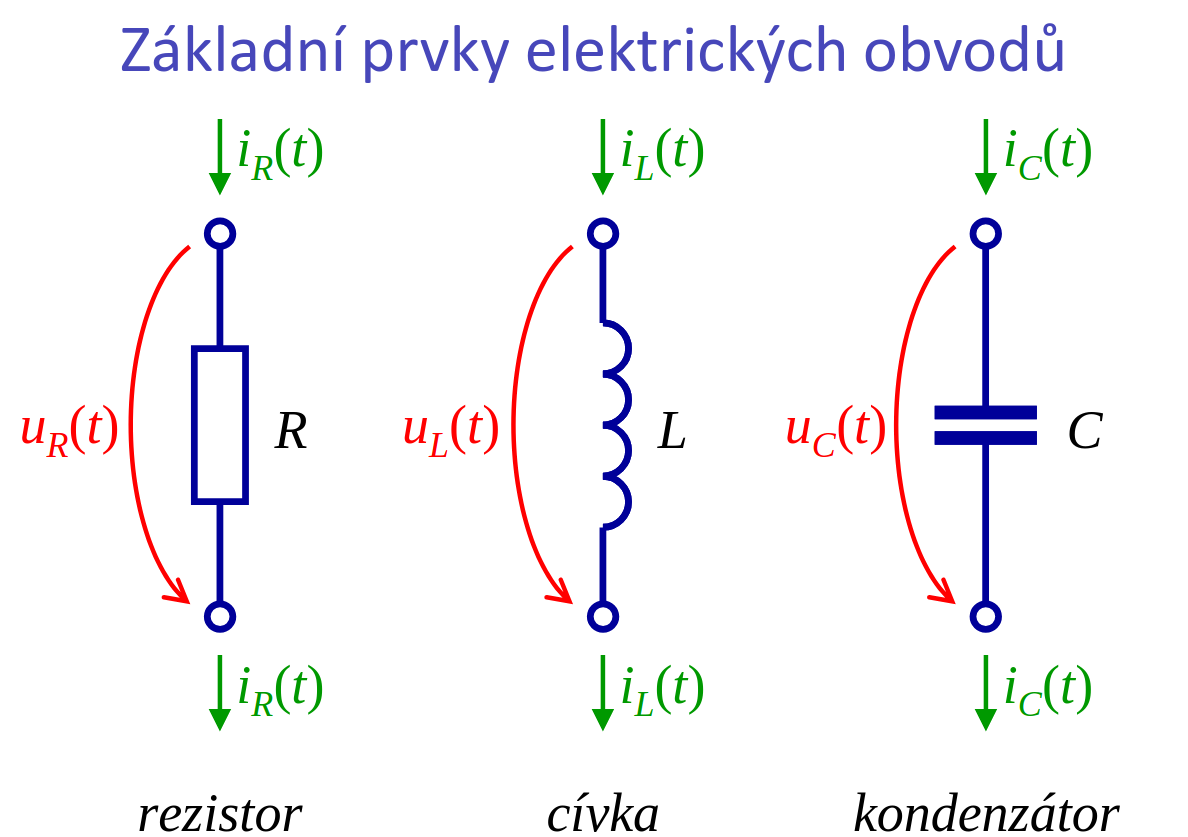 Základní prvky elektrických obvodů
i_R(t) i_L(t) i_C(t)
u_R(t) R u_L(t) L u_C(t) C
i_R(t) i_L(t) i_C(t)
rezistor cívka kondenzátor